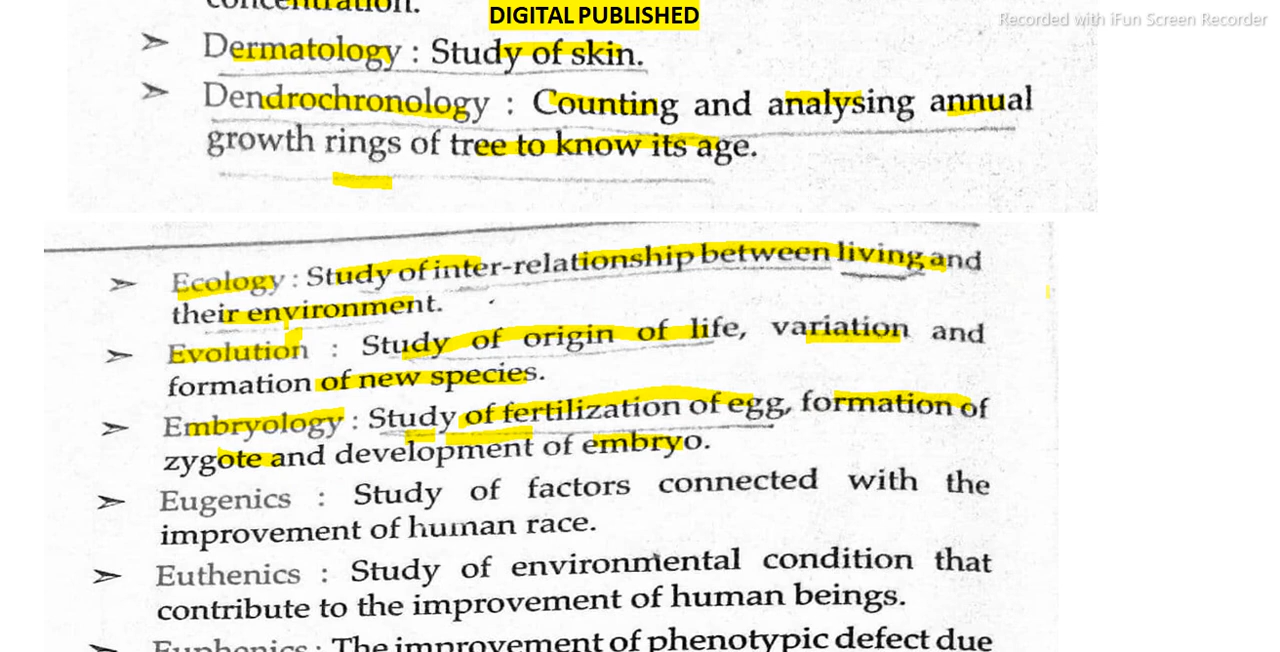 concentration.
DIGITAL PUBLISHED
Recorded with iFun Screen Recorder
➢ Dermatology : Study of skin.
➢ Dendrochronology : Counting and analysing annual
growth rings of tree to know its age.
➢ Ecology : Study of inter-relationship between living and
their environment.
➢ Evolution : Study of origin of life, variation and
formation of new species.
➢ Embryology : Study of fertilization of egg, formation of
zygote and development of embryo.
➢ Eugenics : Study of factors connected with the
improvement of human race.
➢ Euthenics : Study of environmental condition that
contribute to the improvement of human beings.
➢ Euphenics : The improvement of phenotypic defect due